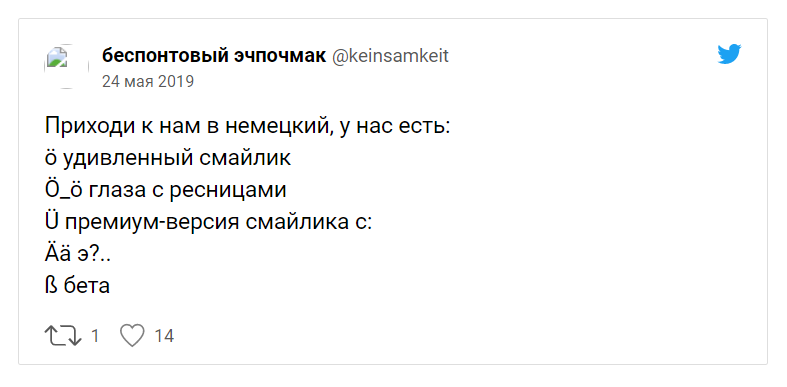 беспонтовый эчпочмак @keinsamkeit
24 мая 2019
Приходи к нам в немецкий, у нас есть:
ö удивленный смайлик
Ö_ö глаза с ресницами
Ü премиум-версия смайлика с:
Ää э?..
ß бета
1 14